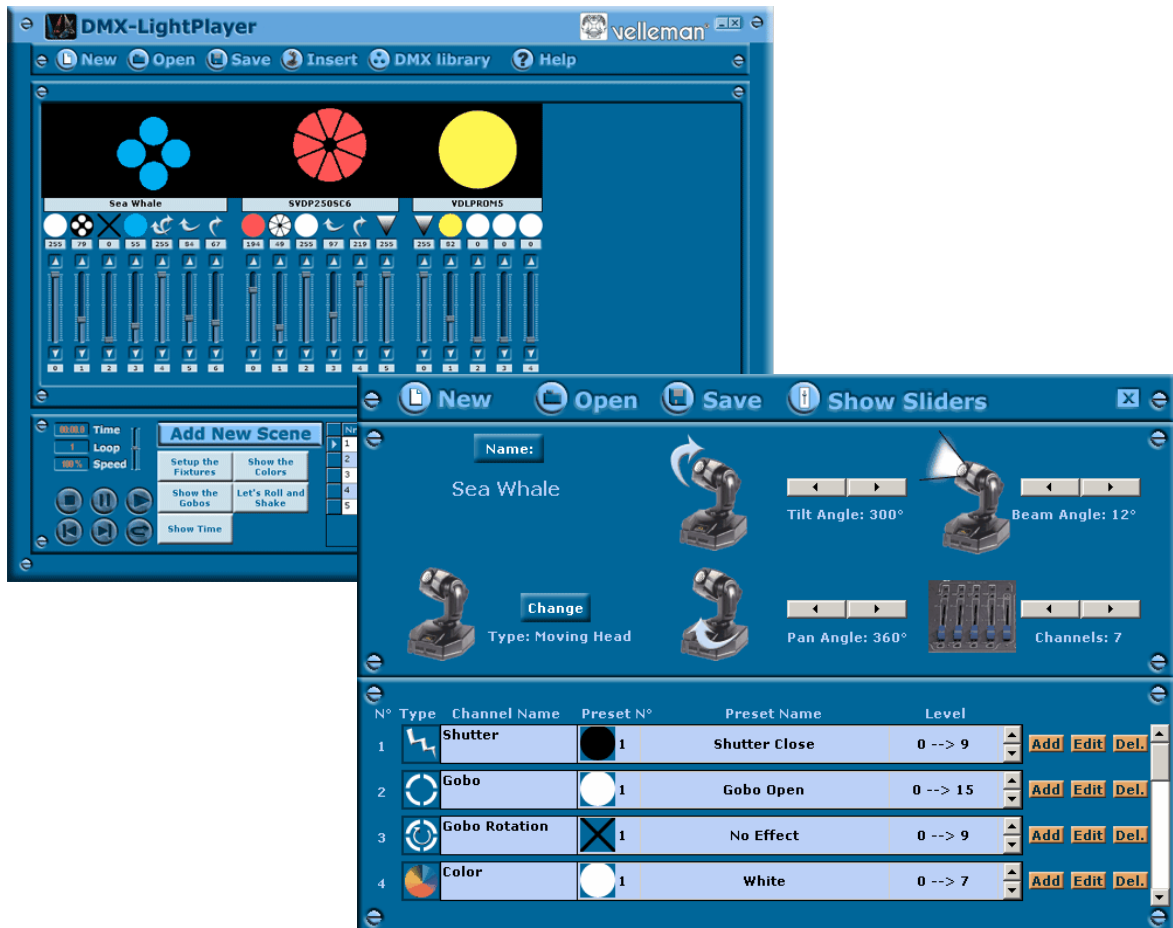 DMX-LightPlayer
velleman®
New Open Save Insert DMX library ? Help
Sea Whale SVDP250SC6 VDLPROM5
255 79 0 55 255 84 67 194 49 255 97 219 255 255 82 0 0 0
0 1 2 3 4 5 6 0 1 2 3 4 5 0 1 2 3 4
00:00.0 Time
1 Loop
100 % Speed
Add New Scene
Setup the Fixtures
Show the Colors
Show the Gobos
Let's Roll and Shake
Show Time
Nr
1
2
3
4
5
New Open Save Show Sliders
Name:
Sea Whale
Tilt Angle: 300°
Beam Angle: 12°
Change
Type: Moving Head
Pan Angle: 360°
Channels: 7
N° Type Channel Name Preset N° Preset Name Level
1 Shutter 1 Shutter Close 0 --> 9 Add Edit Del.
2 Gobo 1 Gobo Open 0 --> 15 Add Edit Del.
3 Gobo Rotation 1 No Effect 0 --> 9 Add Edit Del.
4 Color 1 White 0 --> 7 Add Edit Del.